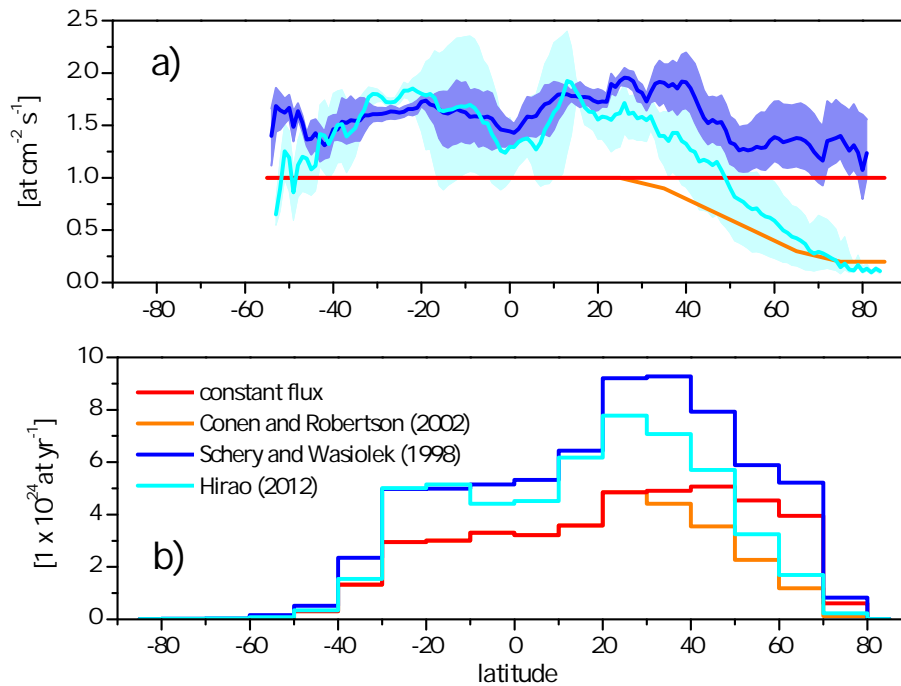 a)
[at cm-2 s-1]
2.5
2.0
1.5
1.0
0.5
0.0
-80 -60 -40 -20 0 20 40 60 80
b)
[1 x 1024 at yr-1]
10
8
6
4
2
0
constant flux
Conen and Robertson (2002)
Schery and Wasiolek (1998)
Hirao (2012)
-80 -60 -40 -20 0 20 40 60 80
latitude